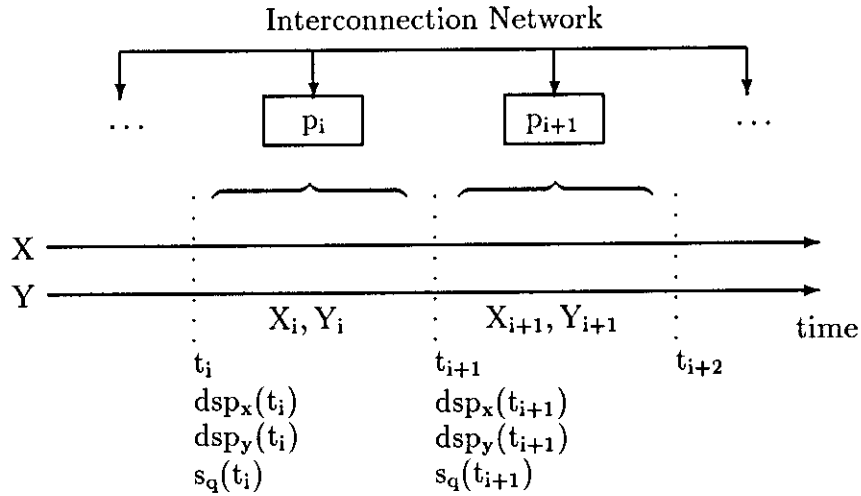 Interconnection Network
... p_i p_{i+1} ...
X
Y
X_i, Y_i X_{i+1}, Y_{i+1} time
t_i t_{i+1} t_{i+2}
dsp_x(t_i) dsp_x(t_{i+1})
dsp_y(t_i) dsp_y(t_{i+1})
s_q(t_i) s_q(t_{i+1})